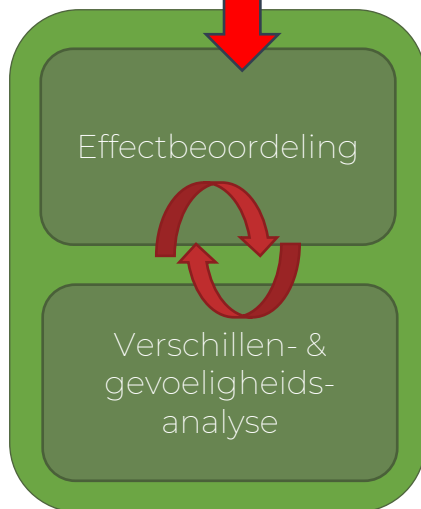 Effectbeoordeling
Verschillen- &
gevoeligheids-
analyse